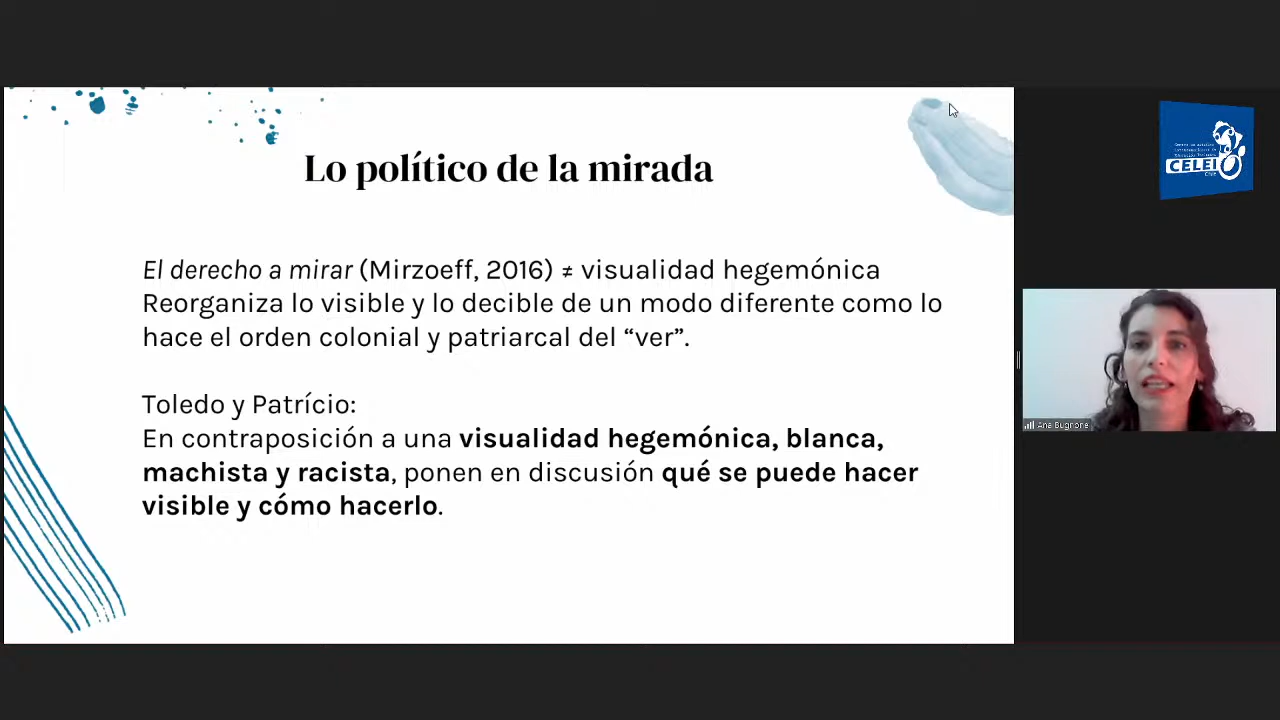 Lo político de la mirada
El derecho a mirar (Mirzoeff, 2016) ≠ visualidad hegemónica
Reorganiza lo visible y lo decible de un modo diferente como lo
hace el orden colonial y patriarcal del “ver”.
Toledo y Patrício:
En contraposición a una visualidad hegemónica, blanca,
machista y racista, ponen en discusión qué se puede hacer
visible y cómo hacerlo.
CELEI
Chile
Ana Bugnone